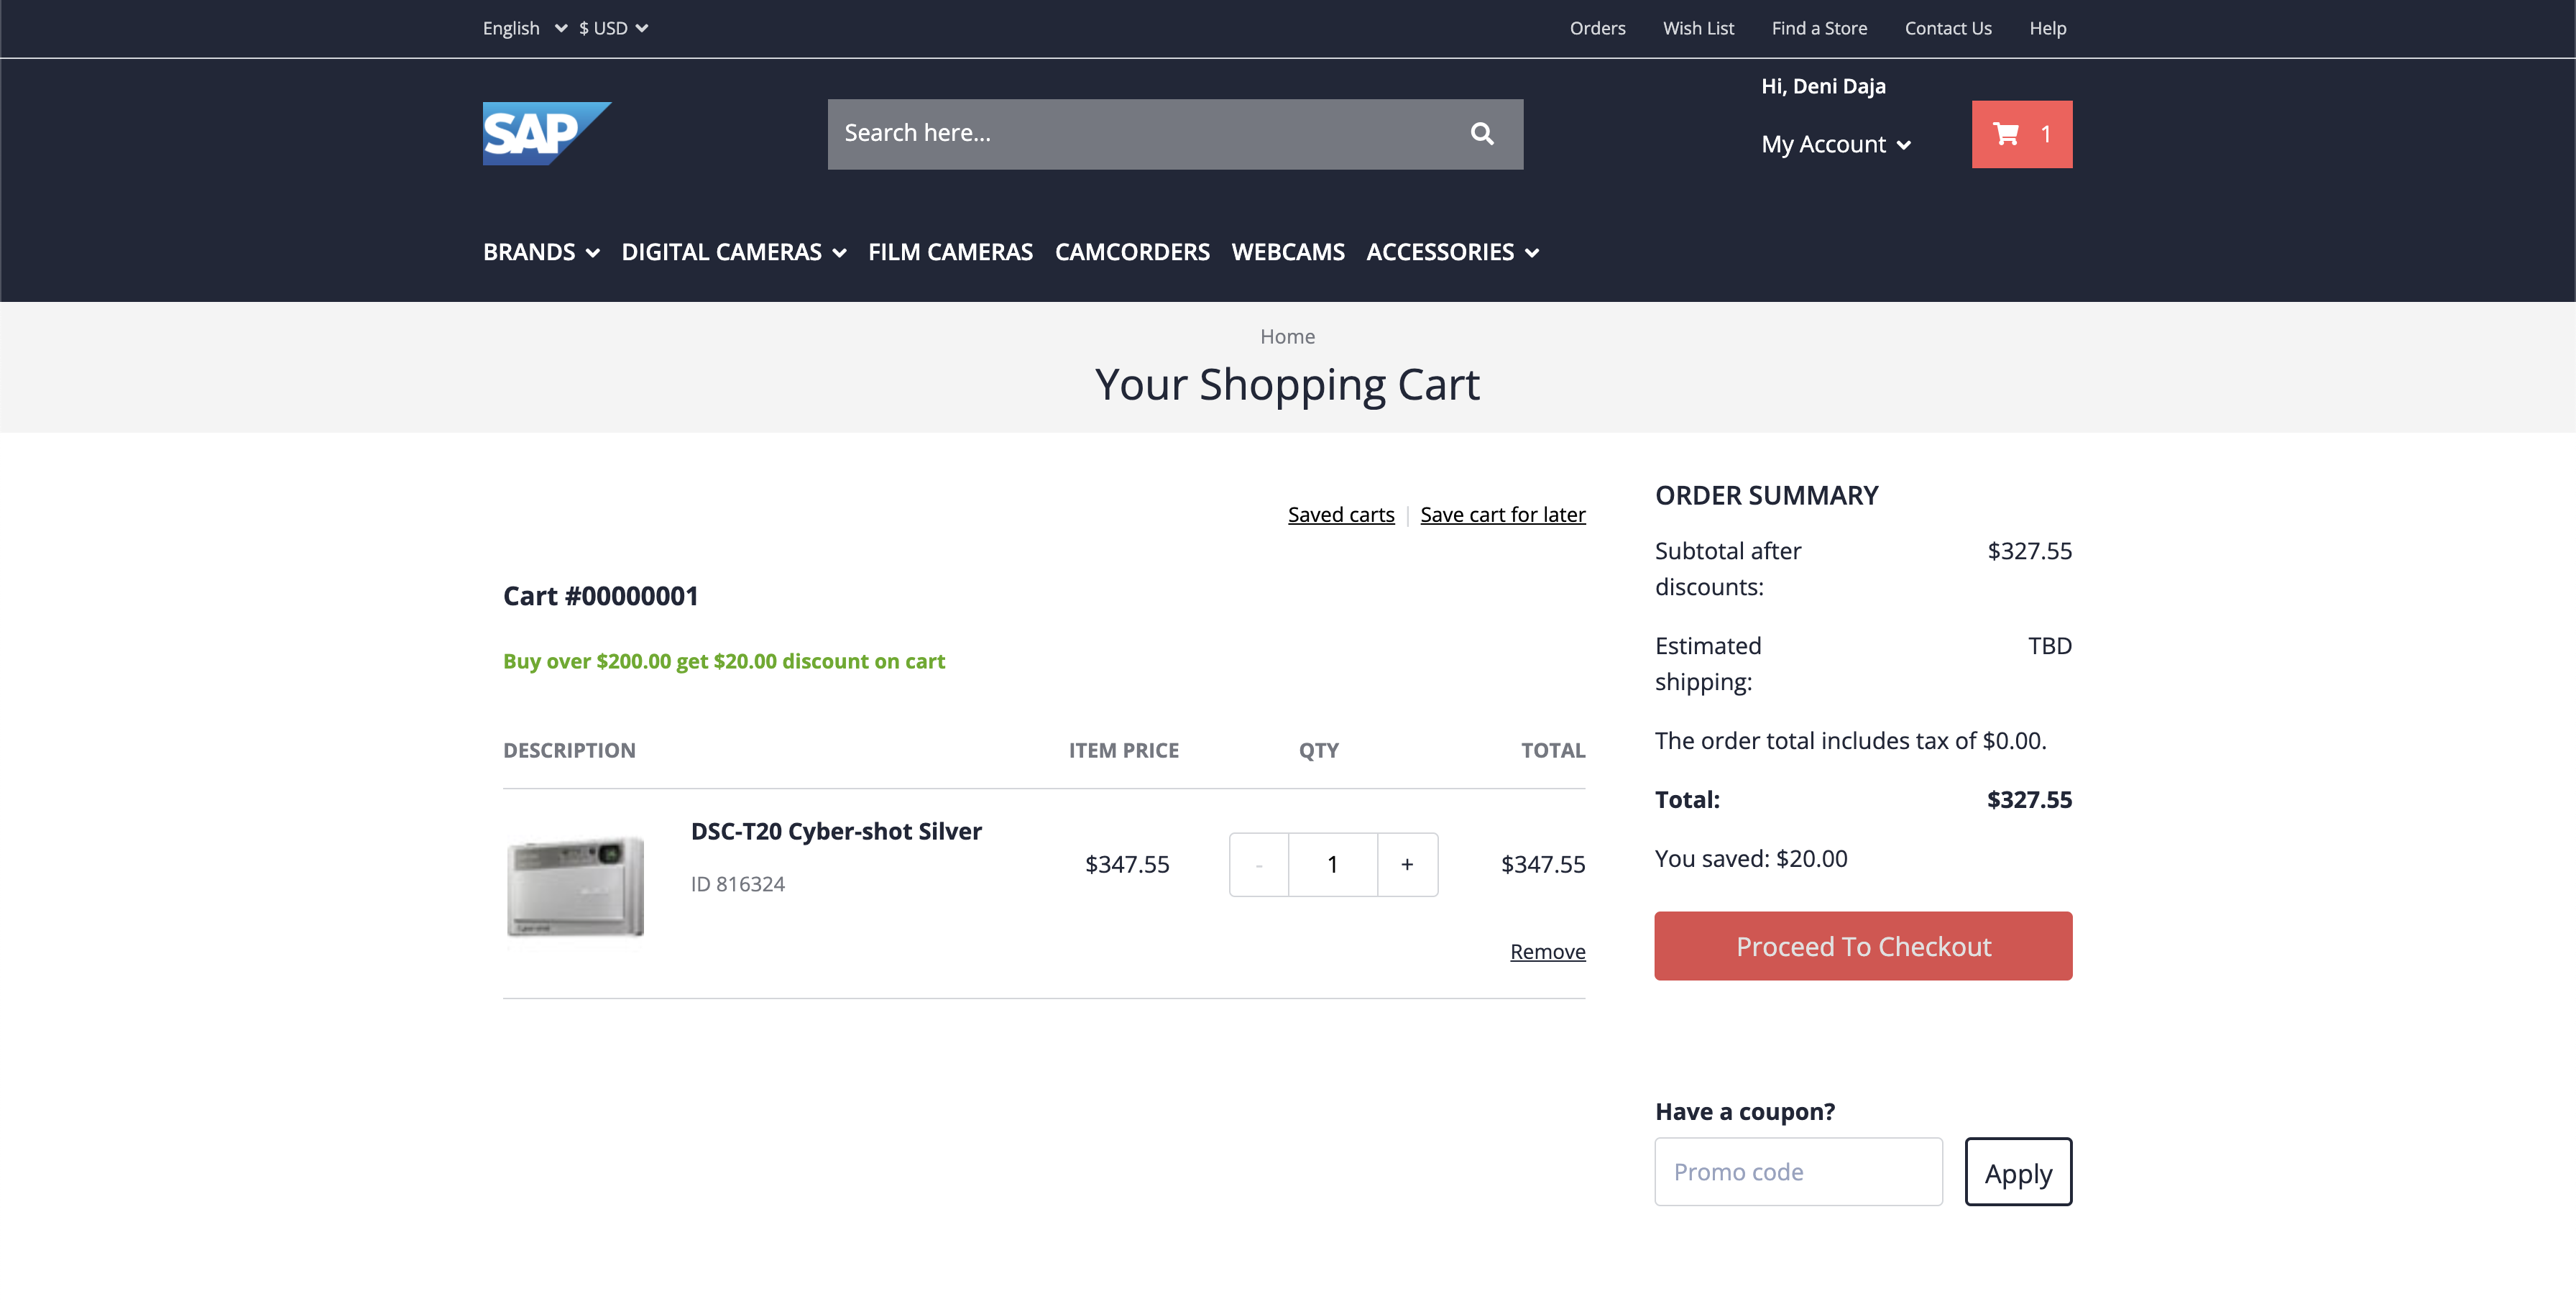 English $ USD Orders Wish List Find a Store Contact Us Help
Hi, Deni Daja
SAP Search here... My Account 1
BRANDS DIGITAL CAMERAS FILM CAMERAS CAMCORDERS WEBCAMS ACCESSORIES
Home
Your Shopping Cart
Saved carts | Save cart for later
Cart #00000001
Buy over $200.00 get $20.00 discount on cart
DESCRIPTION ITEM PRICE QTY TOTAL
DSC-T20 Cyber-shot Silver
ID 816324
$347.55 - 1 + $347.55
Remove
ORDER SUMMARY
Subtotal after $327.55
discounts:
Estimated TBD
shipping:
The order total includes tax of $0.00.
Total: $327.55
You saved: $20.00
Proceed To Checkout
Have a coupon?
Promo code Apply